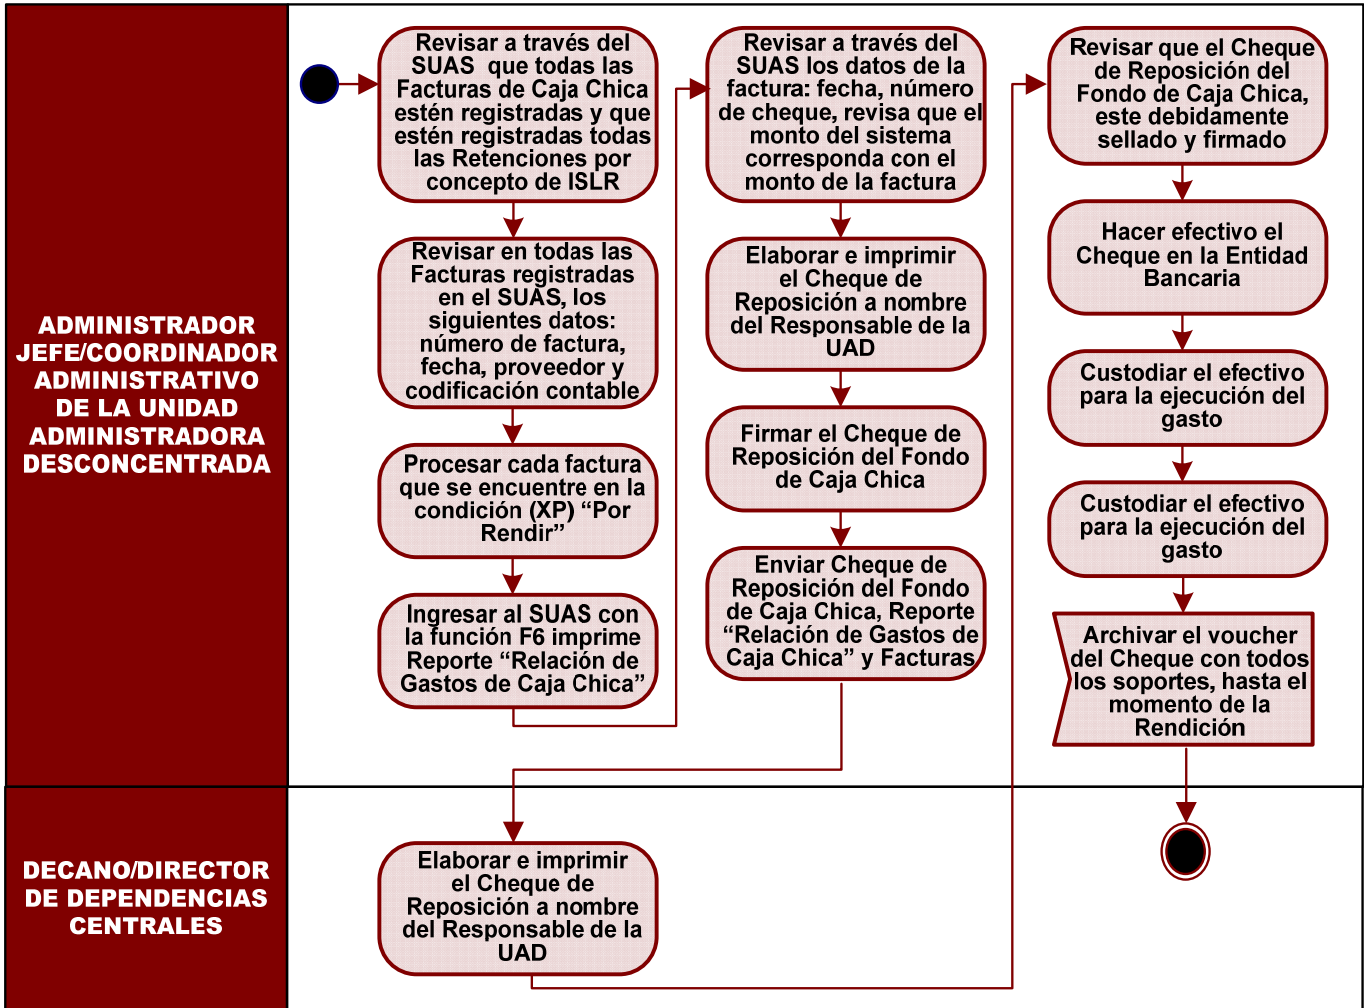 ADMINISTRADOR
JEFE/COORDINADOR
ADMINISTRATIVO
DE LA UNIDAD
ADMINISTRADORA
DESCONCENTRADA
Revisar a través del
SUAS que todas las
Facturas de Caja Chica
estén registradas y que
estén registradas todas
las Retenciones por
concepto de ISLR
Revisar en todas las
Facturas registradas
en el SUAS, los
siguientes datos:
número de factura,
fecha, proveedor y
codificación contable
Procesar cada factura
que se encuentre en la
condición (XP) “Por
Rendir”
Ingresar al SUAS con
la función F6 imprime
Reporte “Relación de
Gastos de Caja Chica”
Revisar a través del
SUAS los datos de la
factura: fecha, número
de cheque, revisa que el
monto del sistema
corresponda con el
monto de la factura
Elaborar e imprimir
el Cheque de
Reposición a nombre
del Responsable de la
UAD
Firmar el Cheque de
Reposición del Fondo
de Caja Chica
Enviar Cheque de
Reposición del Fondo
de Caja Chica, Reporte
“Relación de Gastos de
Caja Chica” y Facturas
Revisar que el Cheque
de Reposición del
Fondo de Caja Chica,
este debidamente
sellado y firmado
Hacer efectivo el
Cheque en la Entidad
Bancaria
Custodiar el efectivo
para la ejecución del
gasto
Custodiar el efectivo
para la ejecución del
gasto
Archivar el voucher
del Cheque con todos
los soportes, hasta el
momento de la
Rendición
DECANO/DIRECTOR
DE DEPENDENCIAS
CENTRALES
Elaborar e imprimir
el Cheque de
Reposición a nombre
del Responsable de la
UAD